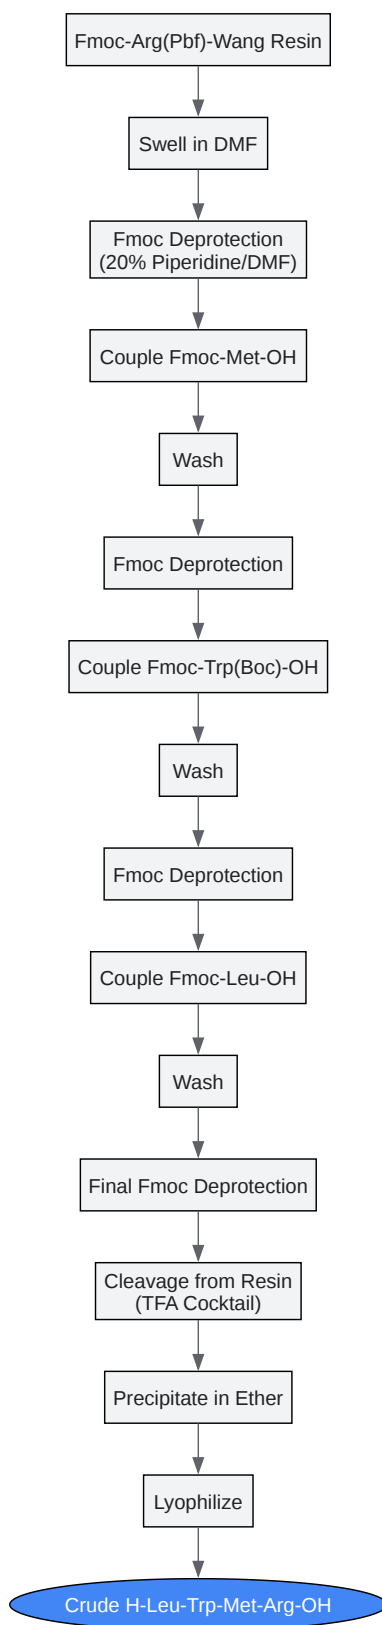 Fmoc-Arg(Pbf)-Wang Resin
Swell in DMF
Fmoc Deprotection
(20% Piperidine/DMF)
Couple Fmoc-Met-OH
Wash
Fmoc Deprotection
Couple Fmoc-Trp(Boc)-OH
Wash
Fmoc Deprotection
Couple Fmoc-Leu-OH
Wash
Final Fmoc Deprotection
Cleavage from Resin
(TFA Cocktail)
Precipitate in Ether
Lyophilize
Crude H-Leu-Trp-Met-Arg-OH